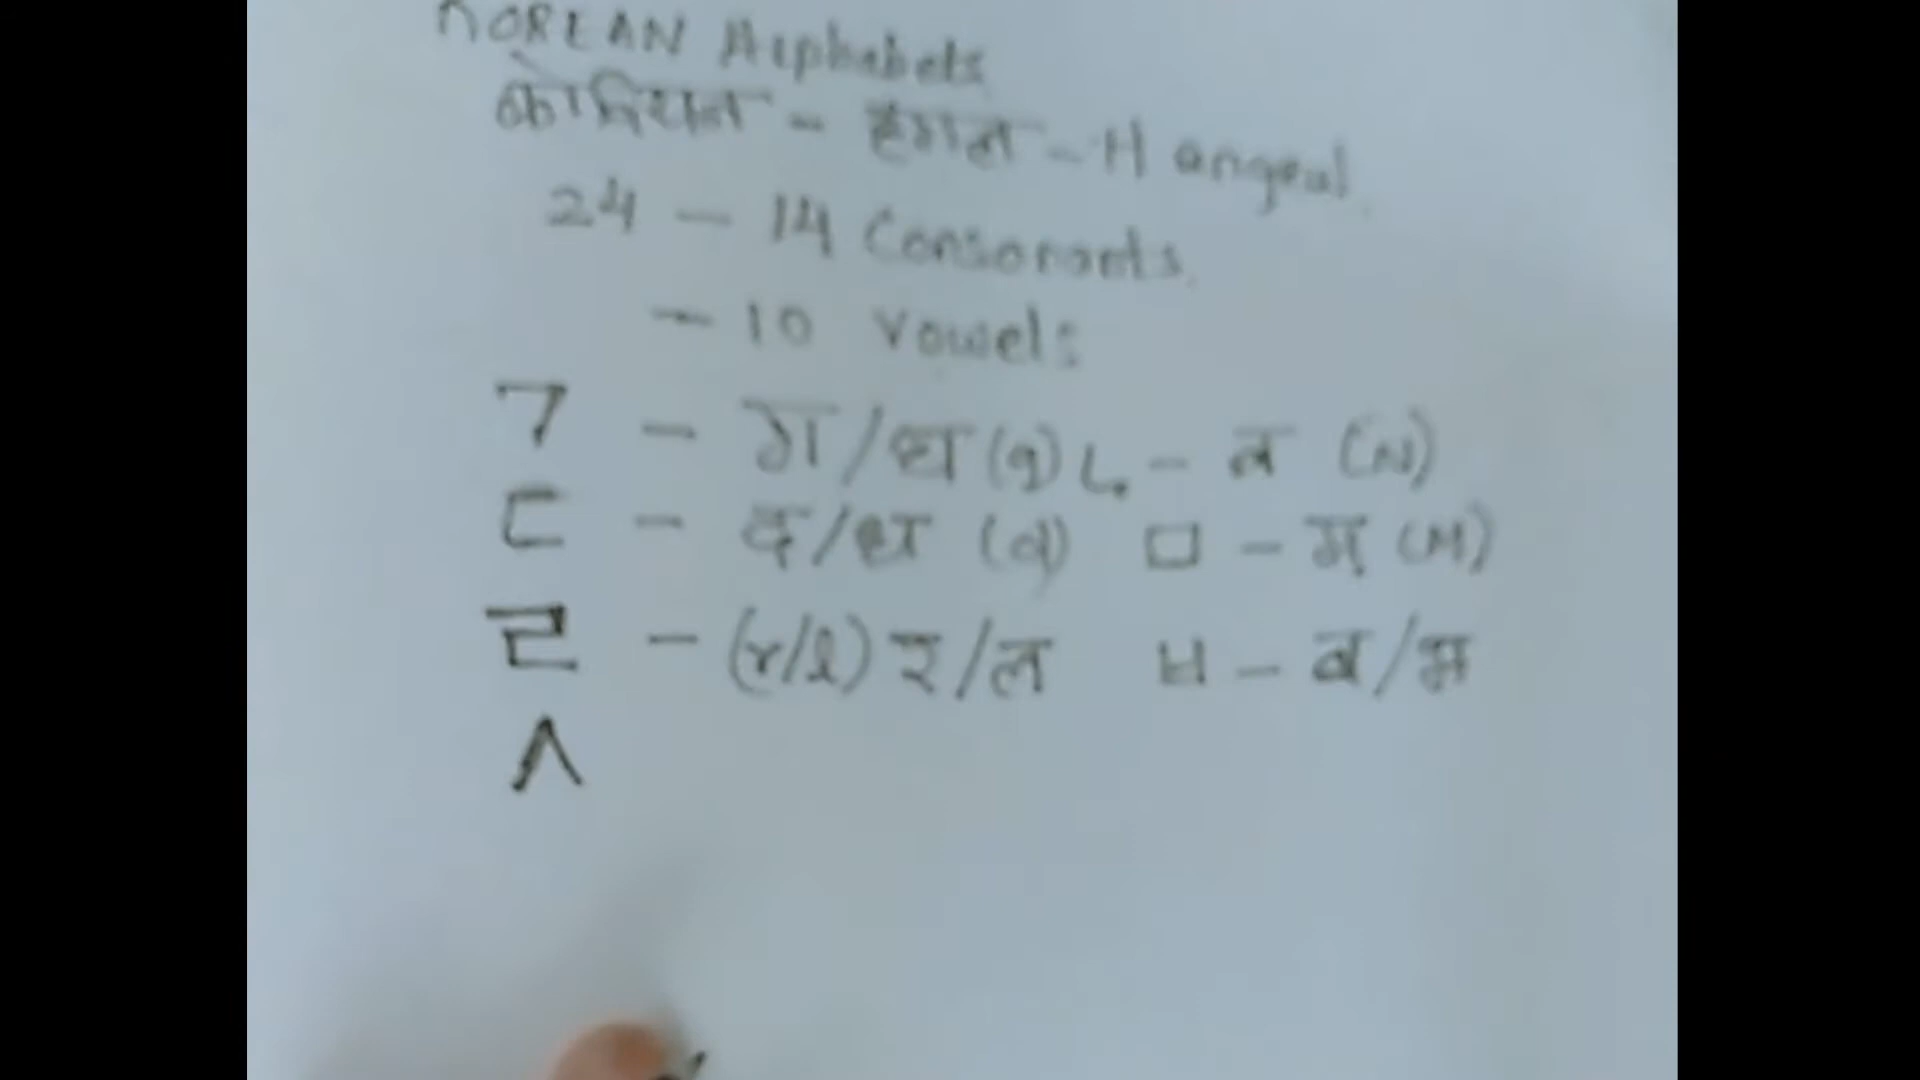 KOREAN Alphabets
कोरियन - हंगल - Hangeul
24 - 14 Consonants
- 10 Vowels
ㄱ - ग/घ (g) ㄴ - न (N)
ㄷ - द/ध (d) ㅁ - म (M)
ㄹ - (r/l) र/ल ㅂ - ब/भ
ㅅ